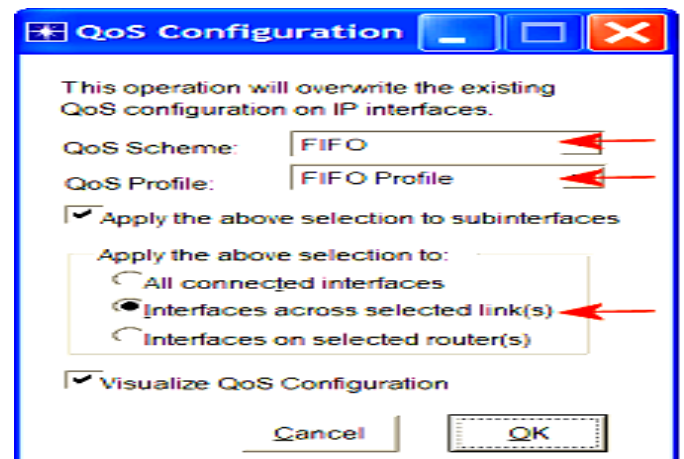 QoS Configuration
This operation will overwrite the existing
QoS configuration on IP interfaces.
QoS Scheme: FIFO
QoS Profile: FIFO Profile
Apply the above selection to subinterfaces
Apply the above selection to:
All connected interfaces
Interfaces across selected link(s)
Interfaces on selected router(s)
Visualize QoS Configuration
Cancel OK